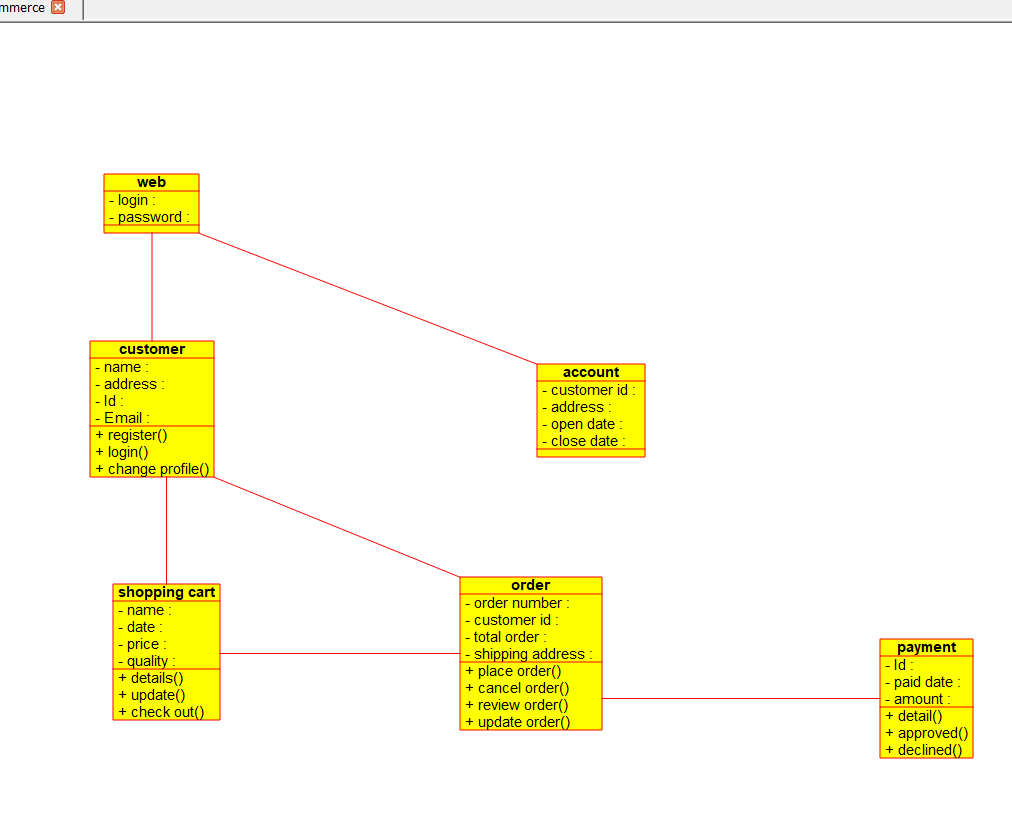 mmerce
web
- login :
- password :
customer
- name :
- address :
- Id :
- Email :
+ register()
+ login()
+ change profile()
account
- customer id :
- address :
- open date :
- close date :
shopping cart
- name :
- date :
- price :
- quality :
+ details()
+ update()
+ check out()
order
- order number :
- customer id :
- total order :
- shipping address :
+ place order()
+ cancel order()
+ review order()
+ update order()
payment
- Id :
- paid date :
- amount :
+ detail()
+ approved()
+ declined()